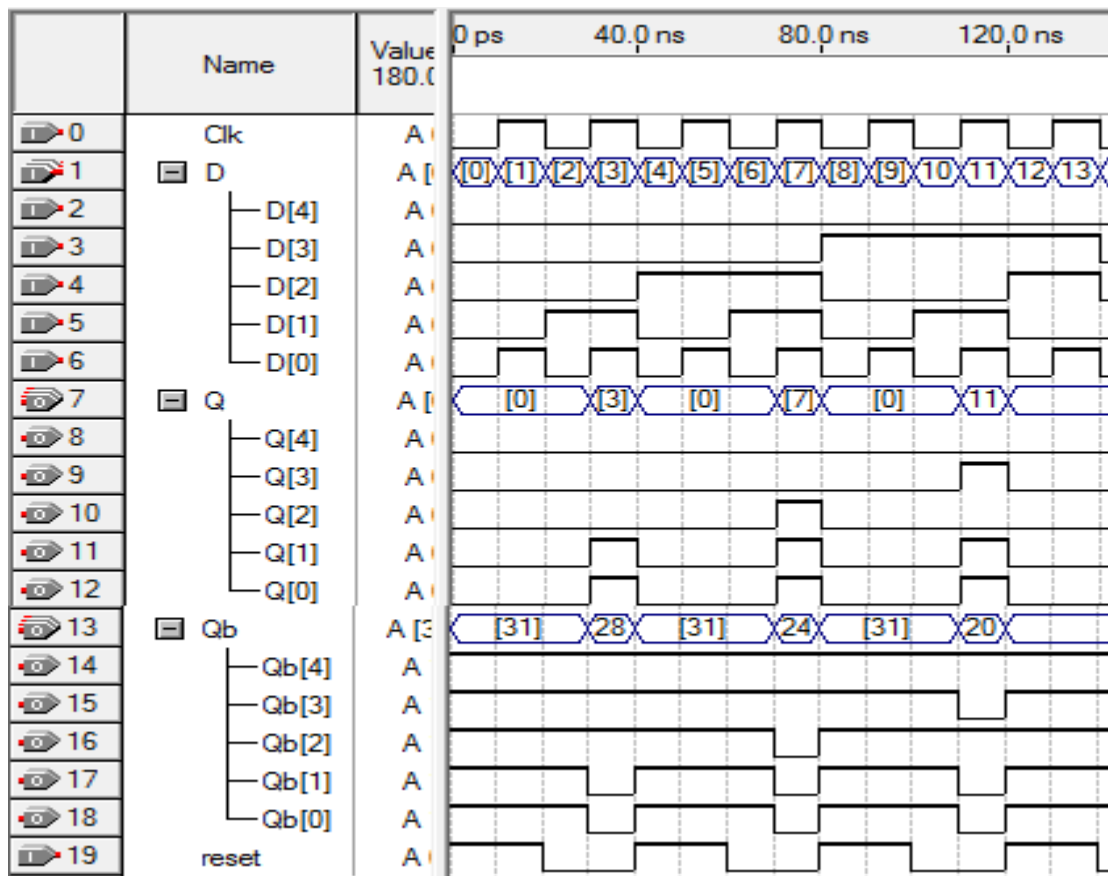 Name Value 180.0 0 ps 40.0 ns 80.0 ns 120.0 ns
0 Clk A
1 D A [ [0] [1] [2] [3] [4] [5] [6] [7] [8] [9] 10 11 12 13
2 D[4] A
3 D[3] A
4 D[2] A
5 D[1] A
6 D[0] A
7 Q A [ [0] [3] [0] [7] [0] 11
8 Q[4] A
9 Q[3] A
10 Q[2] A
11 Q[1] A
12 Q[0] A
13 Qb A [3 [31] 28 [31] 24 [31] 20
14 Qb[4] A
15 Qb[3] A
16 Qb[2] A
17 Qb[1] A
18 Qb[0] A
19 reset A